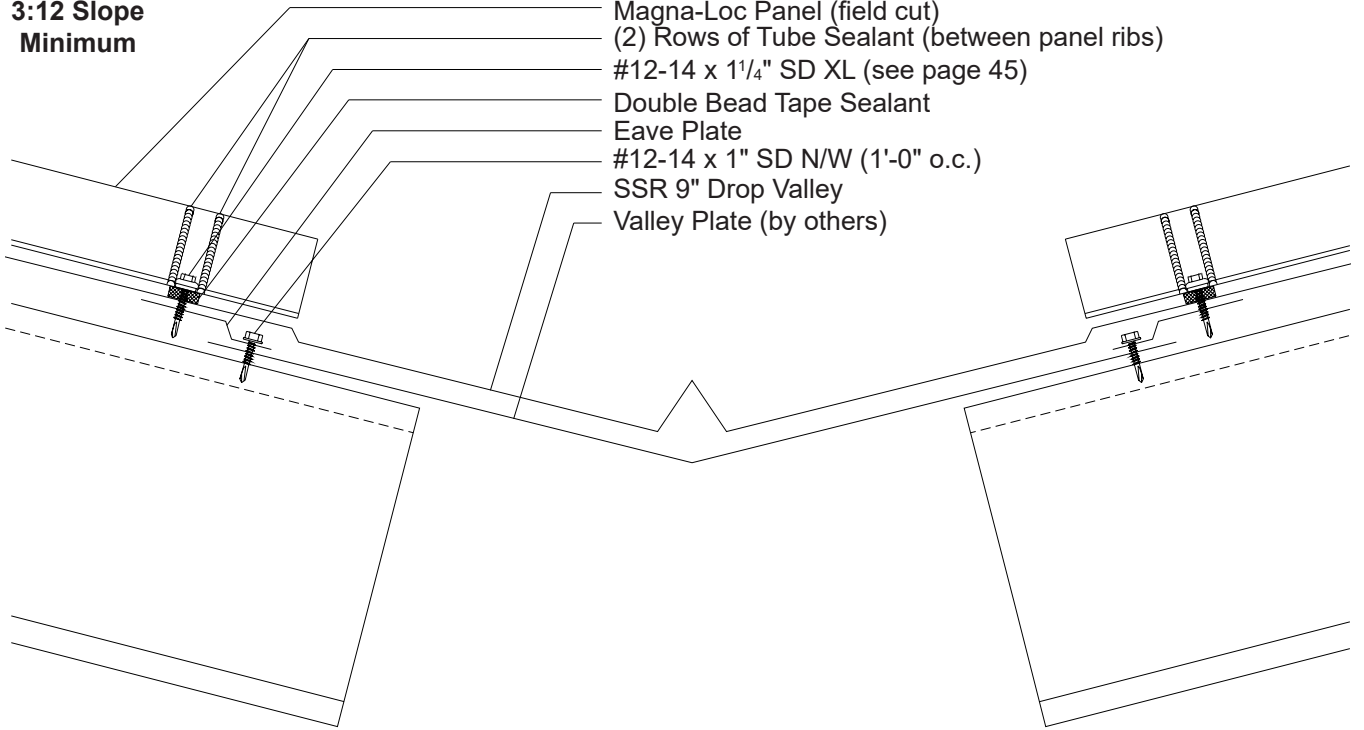 3:12 Slope
Minimum
Magna-Loc Panel (field cut)
(2) Rows of Tube Sealant (between panel ribs)
#12-14 x 1¹/₄" SD XL (see page 45)
Double Bead Tape Sealant
Eave Plate
#12-14 x 1" SD N/W (1'-0" o.c.)
SSR 9" Drop Valley
Valley Plate (by others)